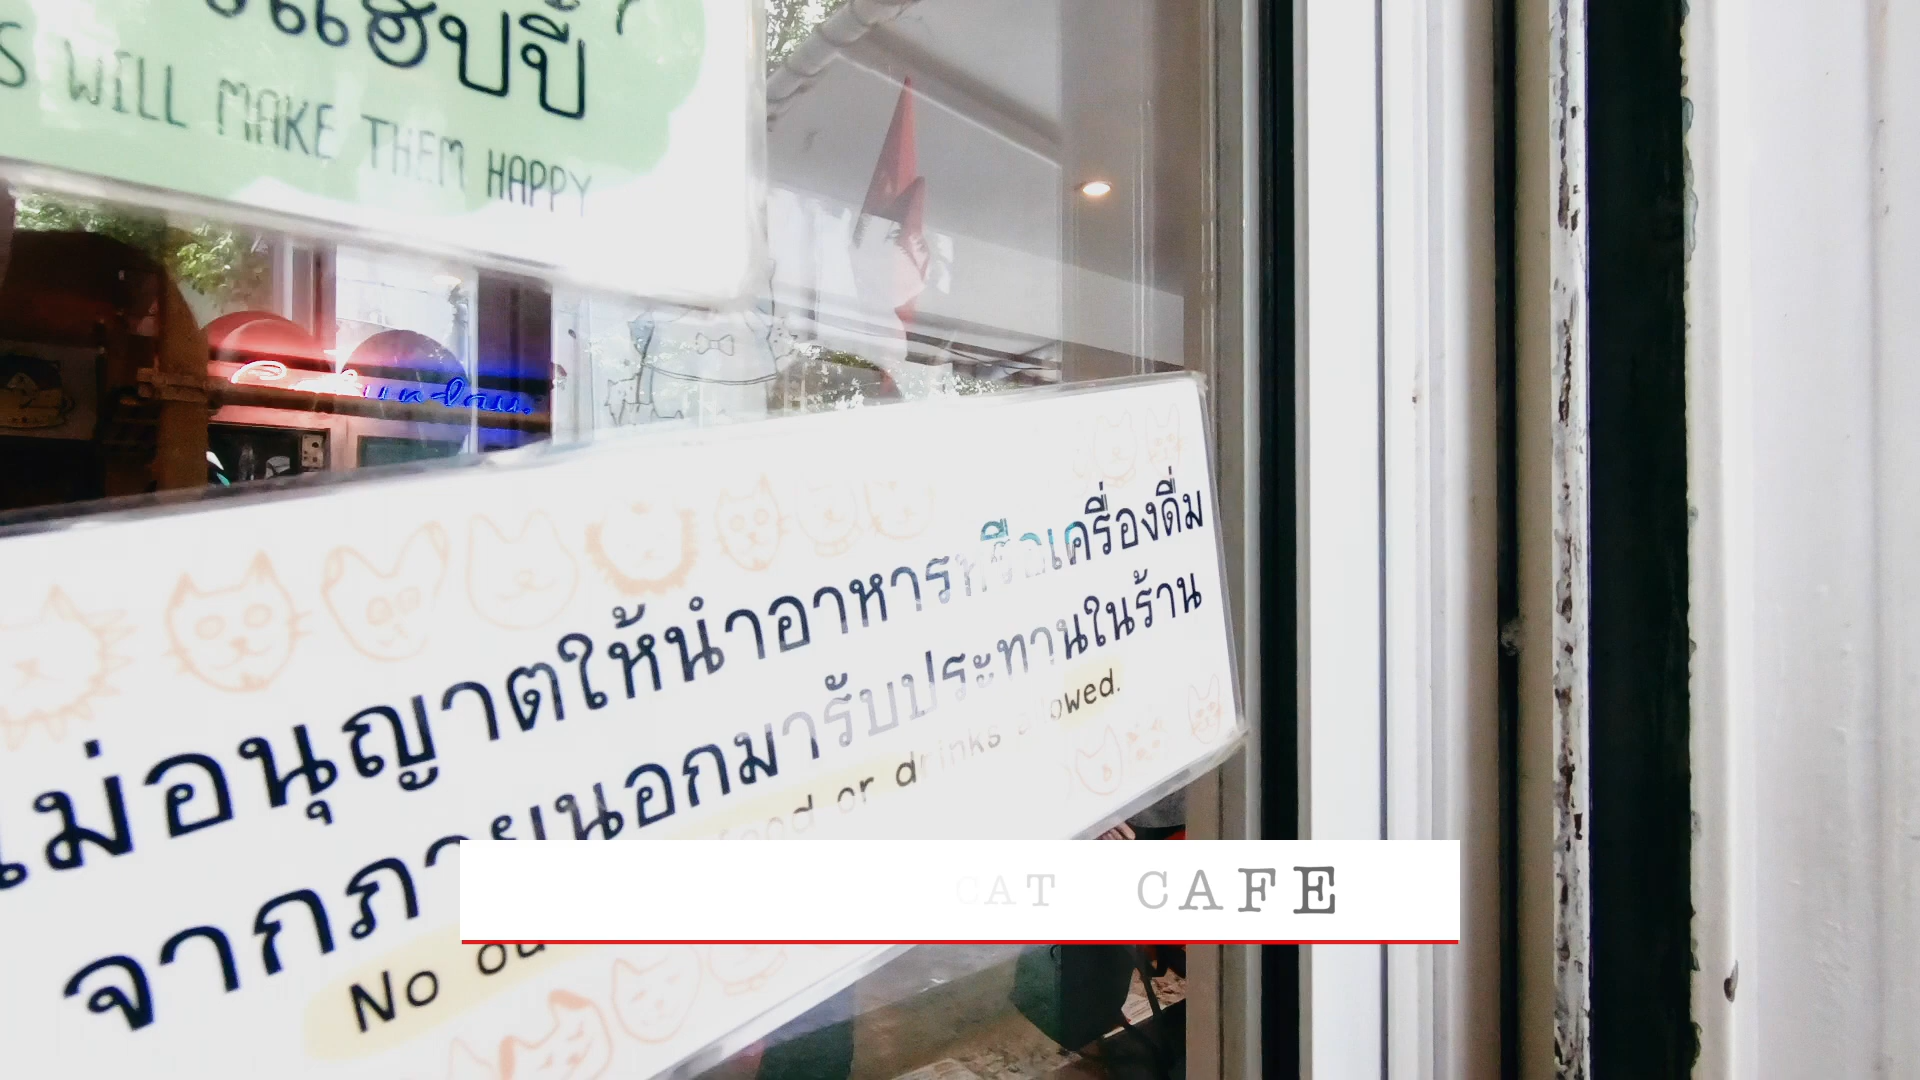 แฮปปี้
S WILL MAKE THEM HAPPY
ไม่อนุญาตให้นำอาหารหรือเครื่องดื่ม
จากภายนอกมารับประทานในร้าน
No food or drinks allowed.
CAT CAFE